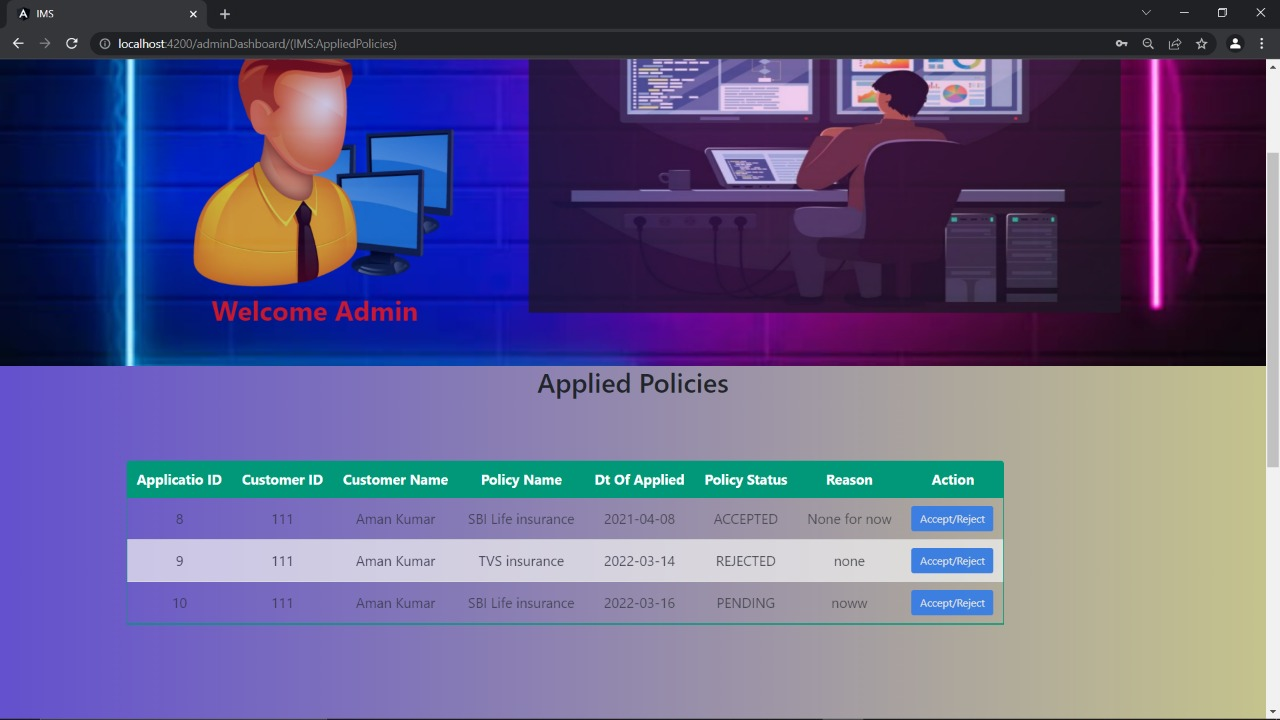 IMS
localhost:4200/adminDashboard/(IMS:AppliedPolicies)
Welcome Admin
Applied Policies
Applicatio ID Customer ID Customer Name Policy Name Dt Of Applied Policy Status Reason Action
8 111 Aman Kumar SBI Life insurance 2021-04-08 ACCEPTED None for now Accept/Reject
9 111 Aman Kumar TVS insurance 2022-03-14 REJECTED none Accept/Reject
10 111 Aman Kumar SBI Life insurance 2022-03-16 PENDING noww Accept/Reject